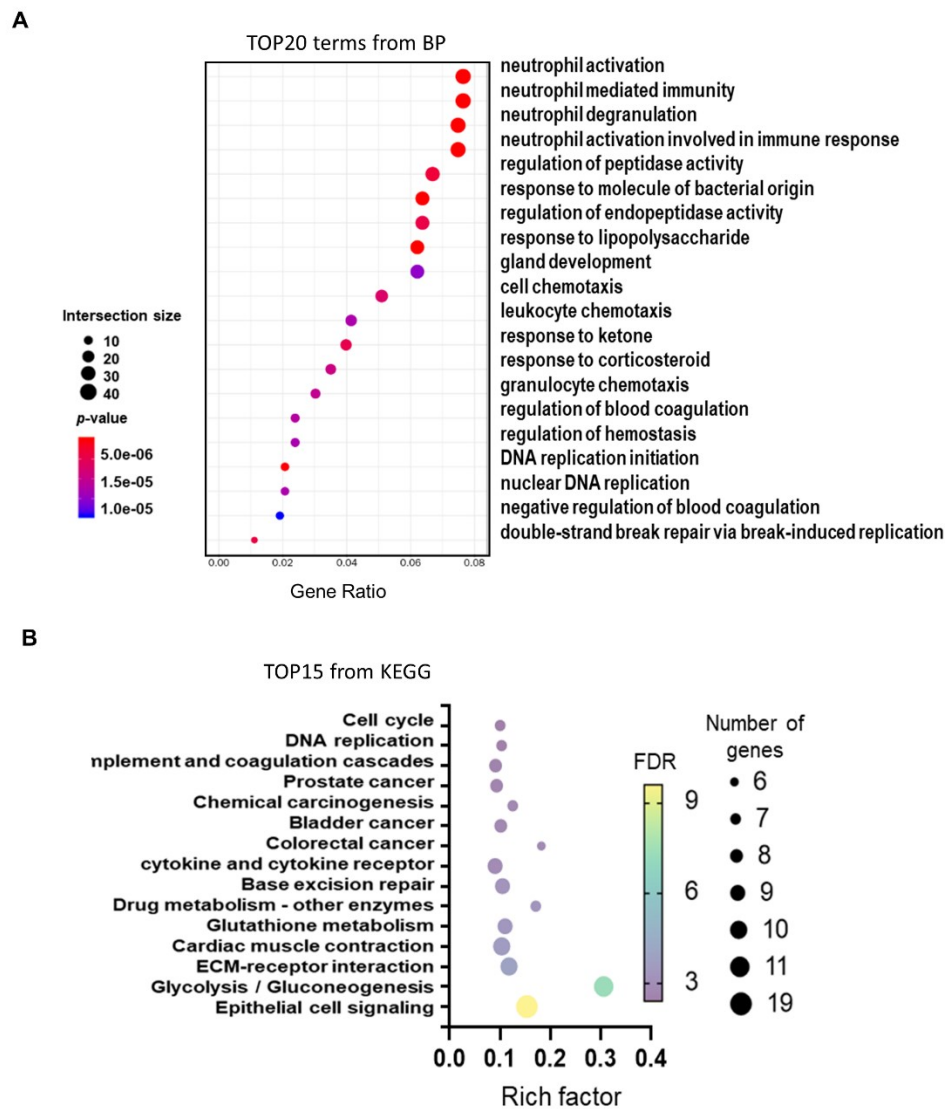 A
TOP20 terms from BP
neutrophil activation
neutrophil mediated immunity
neutrophil degranulation
neutrophil activation involved in immune response
regulation of peptidase activity
response to molecule of bacterial origin
regulation of endopeptidase activity
response to lipopolysaccharide
gland development
cell chemotaxis
leukocyte chemotaxis
response to ketone
response to corticosteroid
granulocyte chemotaxis
regulation of blood coagulation
regulation of hemostasis
DNA replication initiation
nuclear DNA replication
negative regulation of blood coagulation
double-strand break repair via break-induced replication
Intersection size
10
20
30
40
p-value
5.0e-06
1.5e-05
1.0e-05
0.00 0.02 0.04 0.06 0.08
Gene Ratio
B
TOP15 from KEGG
Cell cycle
DNA replication
nplement and coagulation cascades
Prostate cancer
Chemical carcinogenesis
Bladder cancer
Colorectal cancer
cytokine and cytokine receptor
Base excision repair
Drug metabolism - other enzymes
Glutathione metabolism
Cardiac muscle contraction
ECM-receptor interaction
Glycolysis / Gluconeogenesis
Epithelial cell signaling
0.0 0.1 0.2 0.3 0.4
Rich factor
FDR
9
6
3
Number of
genes
6
7
8
9
10
11
19